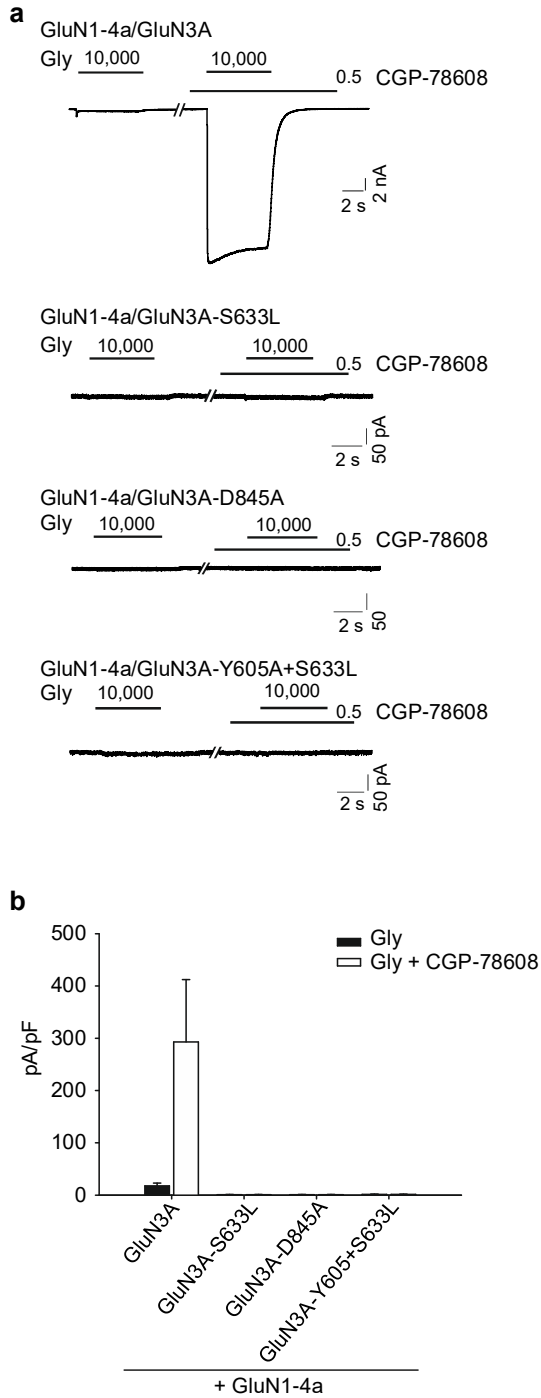 a
GluN1-4a/GluN3A
Gly 10,000 10,000
0.5 CGP-78608
2 s
2 nA
GluN1-4a/GluN3A-S633L
Gly 10,000 10,000
0.5 CGP-78608
2 s
50 pA
GluN1-4a/GluN3A-D845A
Gly 10,000 10,000
0.5 CGP-78608
2 s
50
GluN1-4a/GluN3A-Y605A+S633L
Gly 10,000 10,000
0.5 CGP-78608
2 s
50 pA
b
500
400
300
200
100
0
pA/pF
Gly
Gly + CGP-78608
GluN3A
GluN3A-S633L
GluN3A-D845A
GluN3A-Y605+S633L
+ GluN1-4a